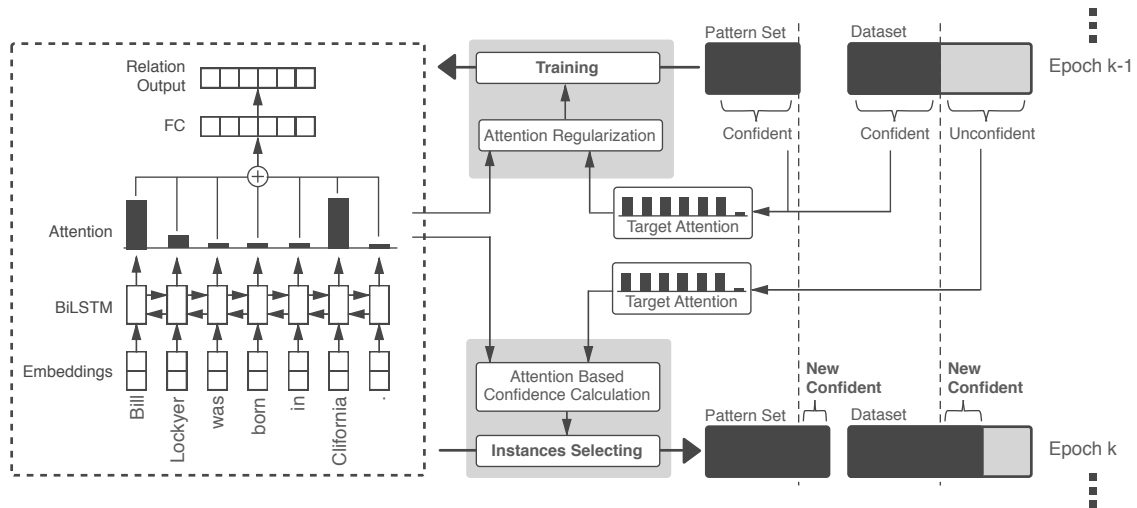 Relation
Output
FC
Attention
BiLSTM
Embeddings
Bill
Lockyer
was
born
in
Clifornia
.
Training
Attention Regularization
Target Attention
Target Attention
Attention Based
Confidence Calculation
Instances Selecting
Pattern Set
Dataset
Epoch k-1
Confident
Confident
Unconfident
New
Confident
New
Confident
Pattern Set
Dataset
Epoch k